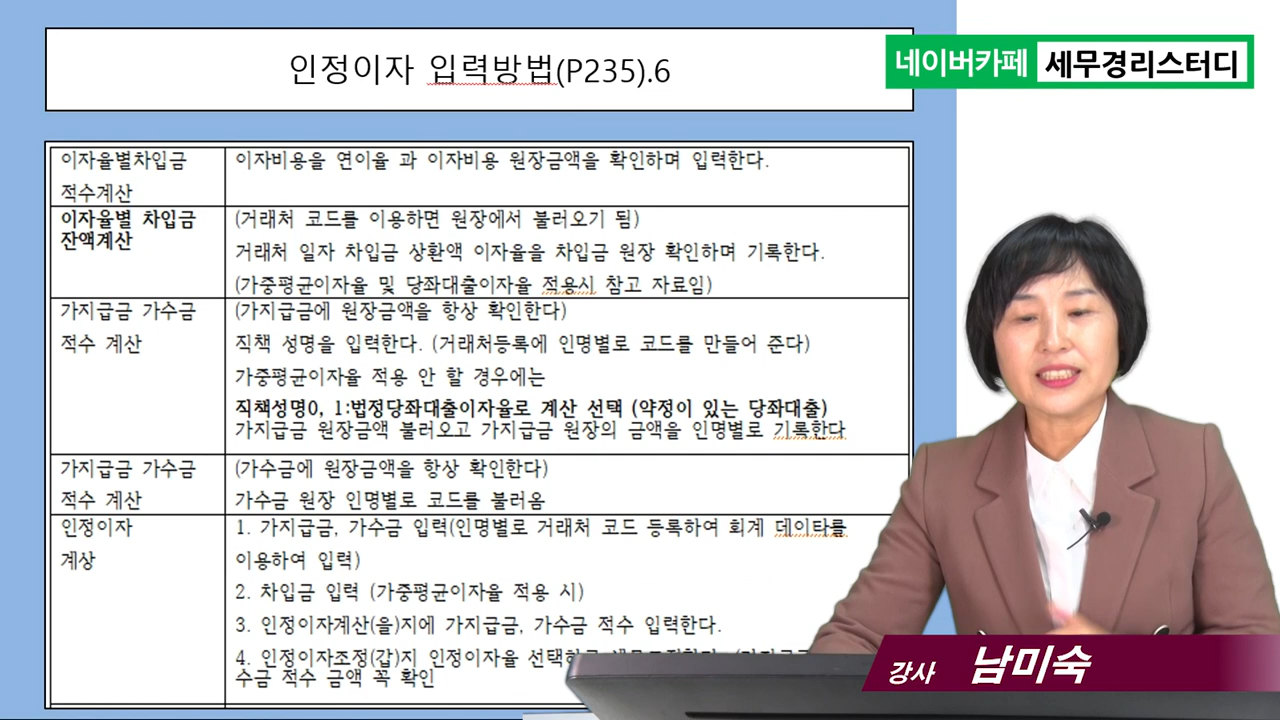 인정이자 입력방법(P235).6
네이버카페 세무경리스터디
이자율별차입금
적수계산
이자비용을 연이율 과 이자비용 원장금액을 확인하며 입력한다.
이자율별 차입금
잔액계산
(거래처 코드를 이용하면 원장에서 불러오기 됨)
거래처 일자 차입금 상환액 이자율을 차입금 원장 확인하며 기록한다.
(가중평균이자율 및 당좌대출이자율 적용시 참고 자료임)
가지급금 가수금
적수 계산
(가지급금에 원장금액을 항상 확인한다)
직책 성명을 입력한다. (거래처등록에 인명별로 코드를 만들어 준다)
가중평균이자율 적용 안 할 경우에는
직책성명0, 1:법정당좌대출이자율로 계산 선택 (약정이 있는 당좌대출)
가지급금 원장금액 불러오고 가지급금 원장의 금액을 인명별로 기록한다
가지급금 가수금
적수 계산
(가수금에 원장금액을 항상 확인한다)
가수금 원장 인명별로 코드를 불러옴
인정이자
계상
1. 가지급금, 가수금 입력(인명별로 거래처 코드 등록하여 회계 데이타를
이용하여 입력)
2. 차입금 입력 (가중평균이자율 적용 시)
3. 인정이자계산(을)지에 가지급금, 가수금 적수 입력한다.
4. 인정이자조정(갑)지 인정이자율 선택하
수금 적수 금액 꼭 확인
강사 남미숙